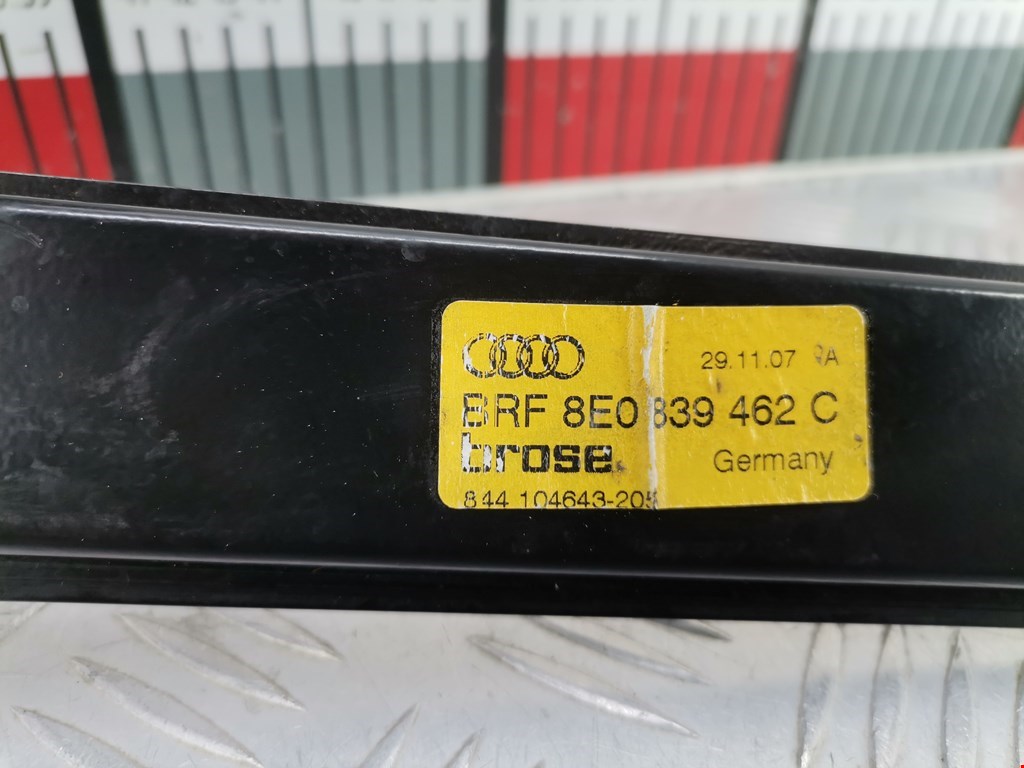 29.11.07 A
BRF 8E0 839 462 C
brose
Germany
844 104643-205